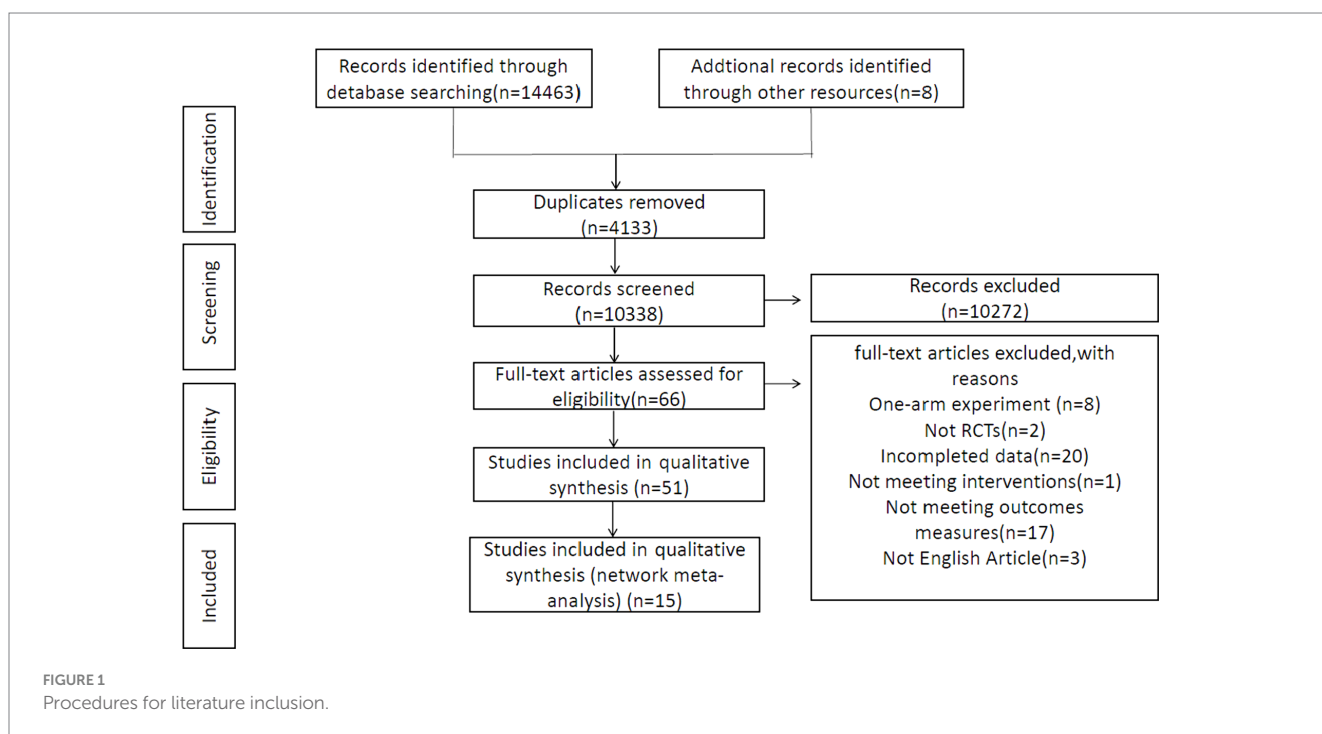 Records identified through
detabase searching(n=14463)
Addtional records identified
through other resources(n=8)
Identification
Duplicates removed
(n=4133)
Screening
Records screened
(n=10338)
Records excluded
(n=10272)
Eligibility
Full-text articles assessed for
eligibility(n=66)
full-text articles excluded,with
reasons
One-arm experiment (n=8)
Not RCTs(n=2)
Incompleted data(n=20)
Not meeting interventions(n=1)
Not meeting outcomes
measures(n=17)
Not English Article(n=3)
Studies included in qualitative
synthesis (n=51)
Included
Studies included in qualitative
synthesis (network meta-
analysis) (n=15)
FIGURE 1
Procedures for literature inclusion.